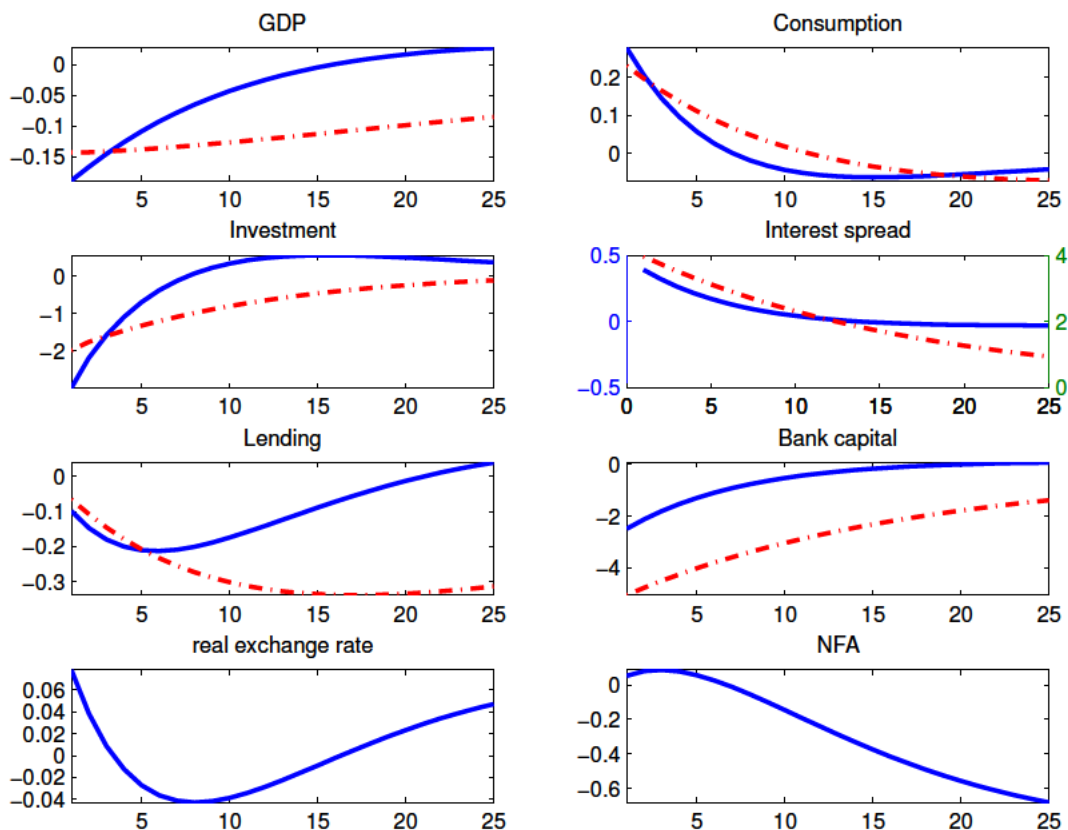 GDP
0
−0.05
−0.1
−0.15
5 10 15 20 25
Consumption
0.2
0.1
0
5 10 15 20 25
Investment
0
−1
−2
5 10 15 20 25
Interest spread
0.5
0
−0.5
4
2
0
0 5 10 15 20 25
Lending
0
−0.1
−0.2
−0.3
5 10 15 20 25
Bank capital
0
−2
−4
5 10 15 20 25
real exchange rate
0.06
0.04
0.02
0
−0.02
−0.04
5 10 15 20 25
NFA
0
−0.2
−0.4
−0.6
5 10 15 20 25